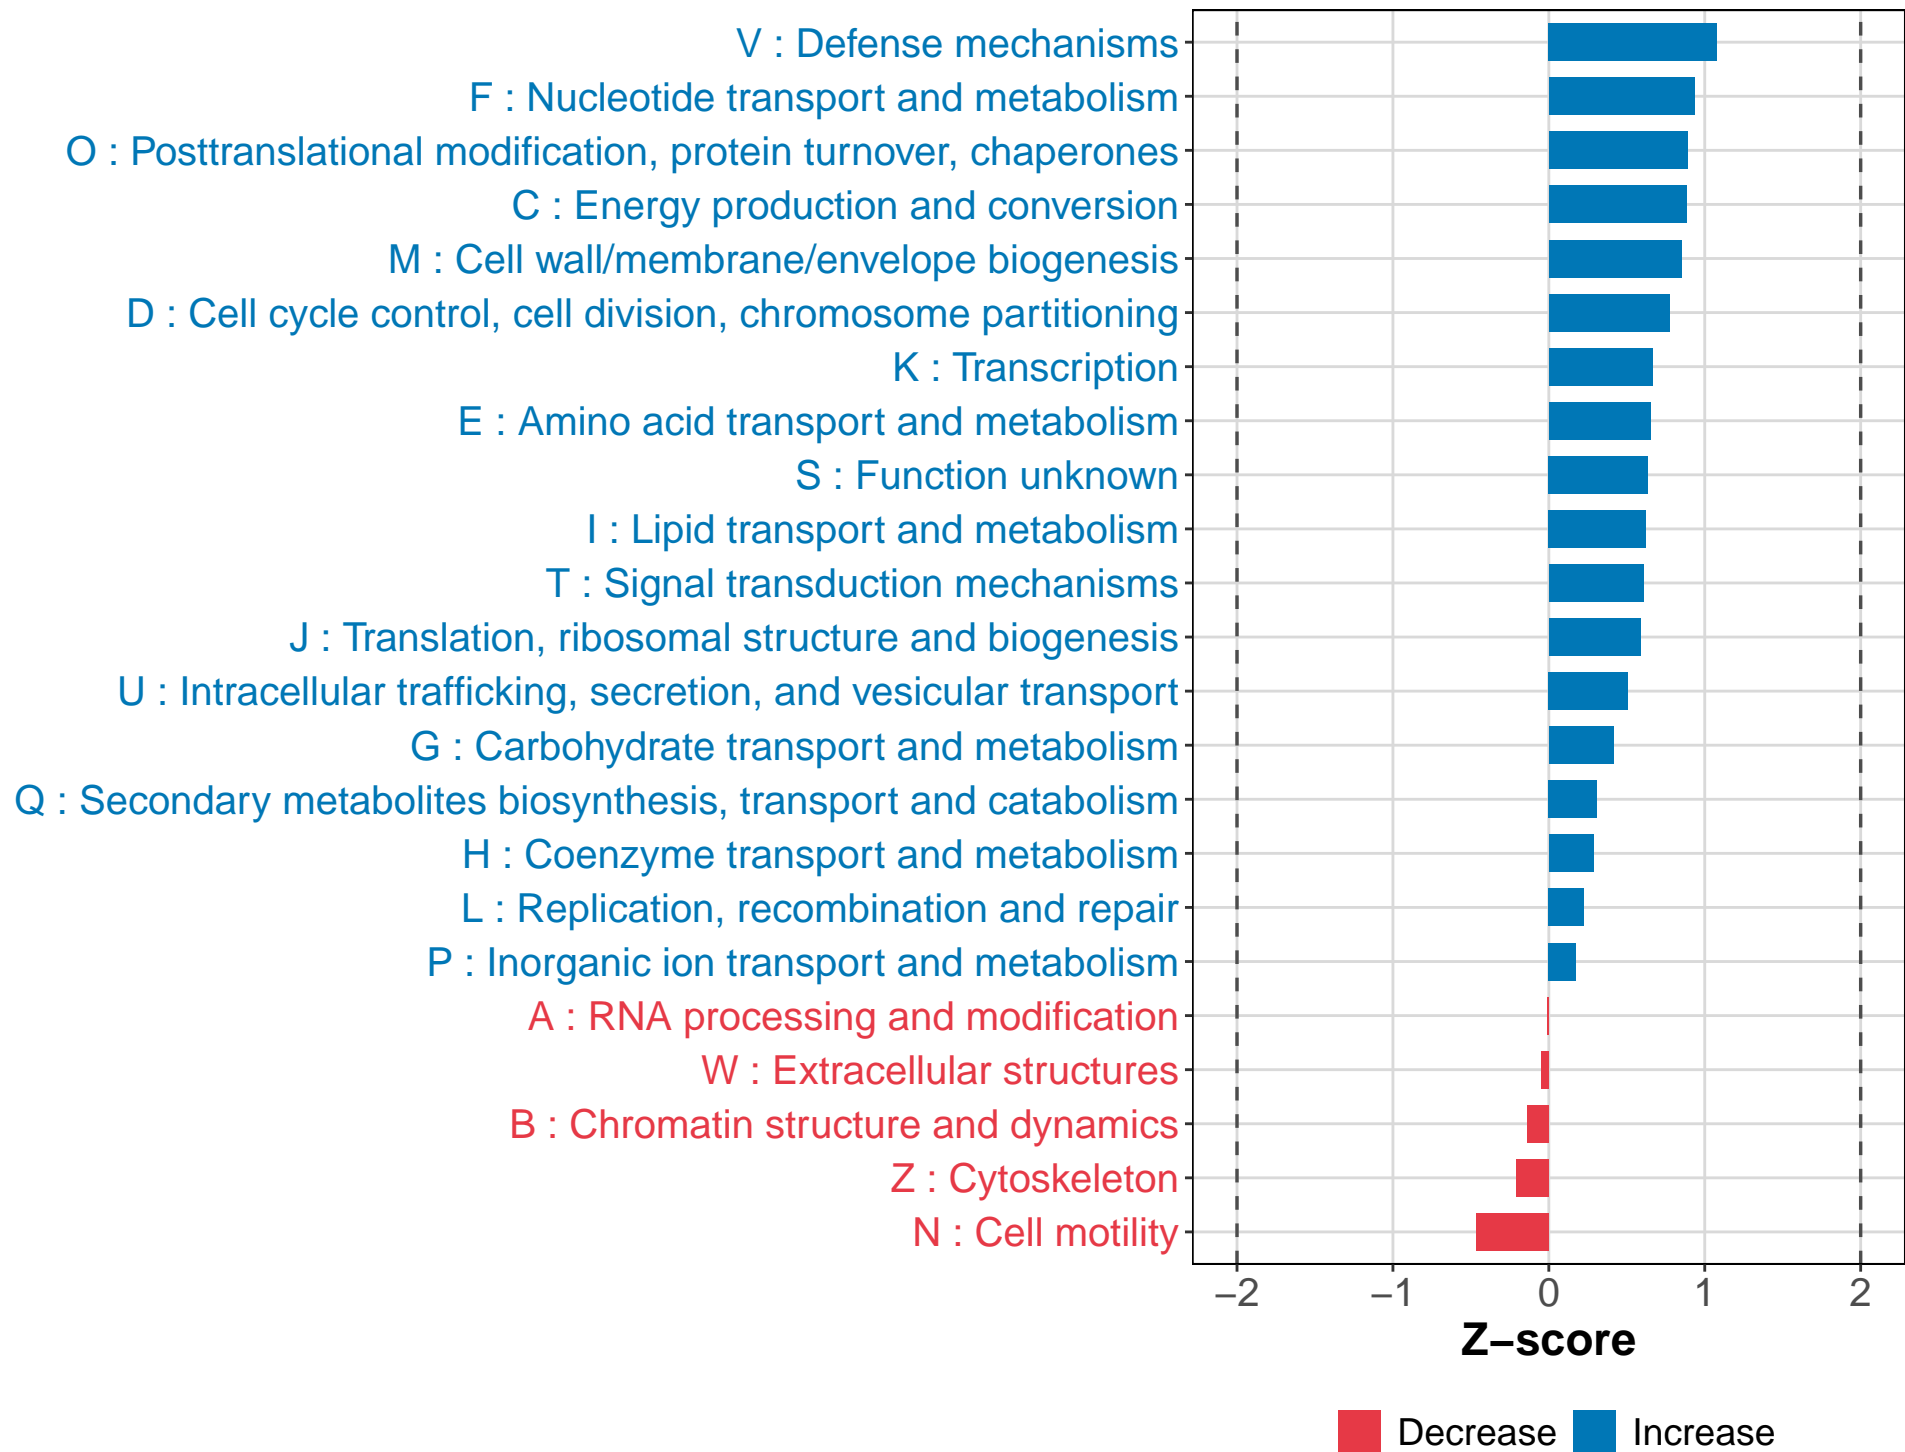 V : Defense mechanisms
F : Nucleotide transport and metabolism
O : Posttranslational modification, protein turnover, chaperones
C : Energy production and conversion
M : Cell wall/membrane/envelope biogenesis
D : Cell cycle control, cell division, chromosome partitioning
K : Transcription
E : Amino acid transport and metabolism
S : Function unknown
I : Lipid transport and metabolism
T : Signal transduction mechanisms
J : Translation, ribosomal structure and biogenesis
U : Intracellular trafficking, secretion, and vesicular transport
G : Carbohydrate transport and metabolism
Q : Secondary metabolites biosynthesis, transport and catabolism
H : Coenzyme transport and metabolism
L : Replication, recombination and repair
P : Inorganic ion transport and metabolism
A : RNA processing and modification
W : Extracellular structures
B : Chromatin structure and dynamics
Z : Cytoskeleton
N : Cell motility
−2 −1 0 1 2
Z−score
Decrease Increase